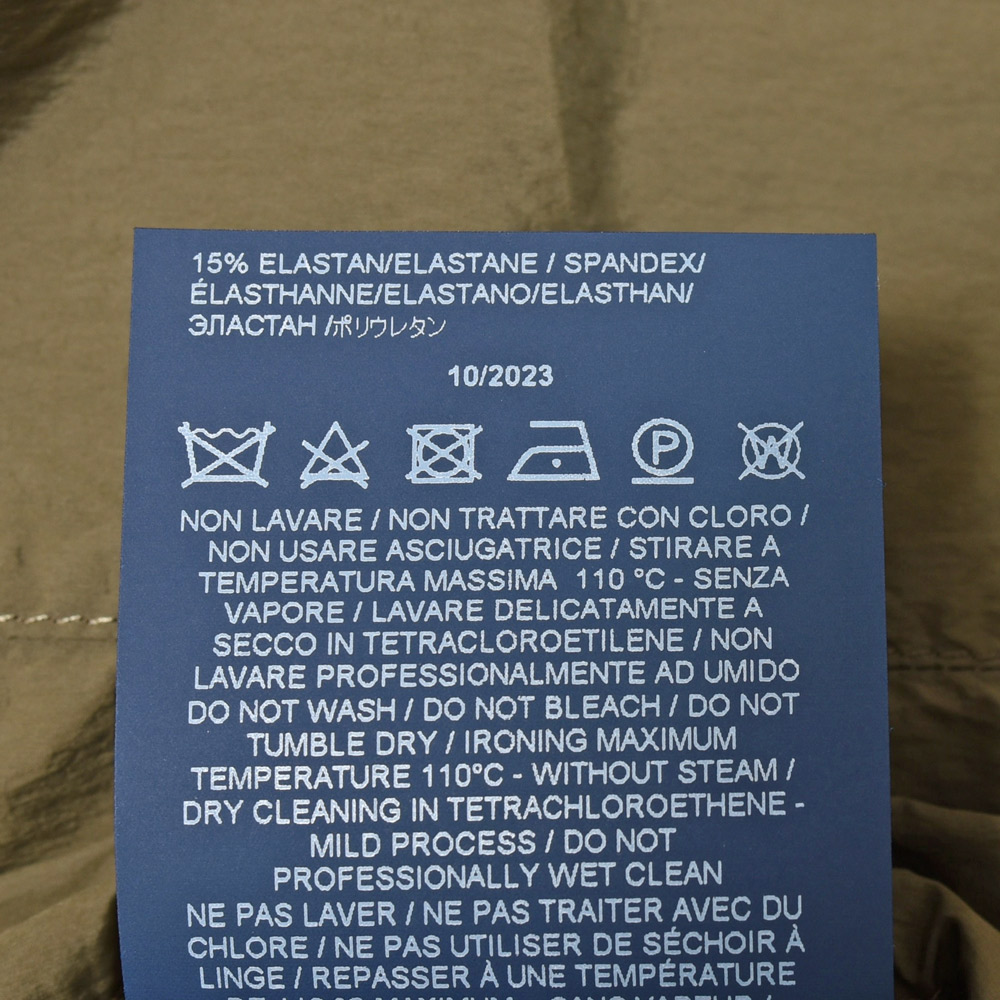 15% ELASTAN/ELASTANE / SPANDEX/
ÉLASTHANNE/ELASTANO/ELASTHAN/
ЭЛАСТАН /ポリウレタン
10/2023
P
W
NON LAVARE / NON TRATTARE CON CLORO /
NON USARE ASCIUGATRICE / STIRARE A
TEMPERATURA MASSIMA 110 °C - SENZA
VAPORE / LAVARE DELICATAMENTE A
SECCO IN TETRACLOROETILENE / NON
LAVARE PROFESSIONALMENTE AD UMIDO
DO NOT WASH / DO NOT BLEACH / DO NOT
TUMBLE DRY / IRONING MAXIMUM
TEMPERATURE 110°C - WITHOUT STEAM /
DRY CLEANING IN TETRACHLOROETHENE -
MILD PROCESS / DO NOT
PROFESSIONALLY WET CLEAN
NE PAS LAVER / NE PAS TRAITER AVEC DU
CHLORE / NE PAS UTILISER DE SÉCHOIR À
LINGE / REPASSER À UNE TEMPÉRATURE